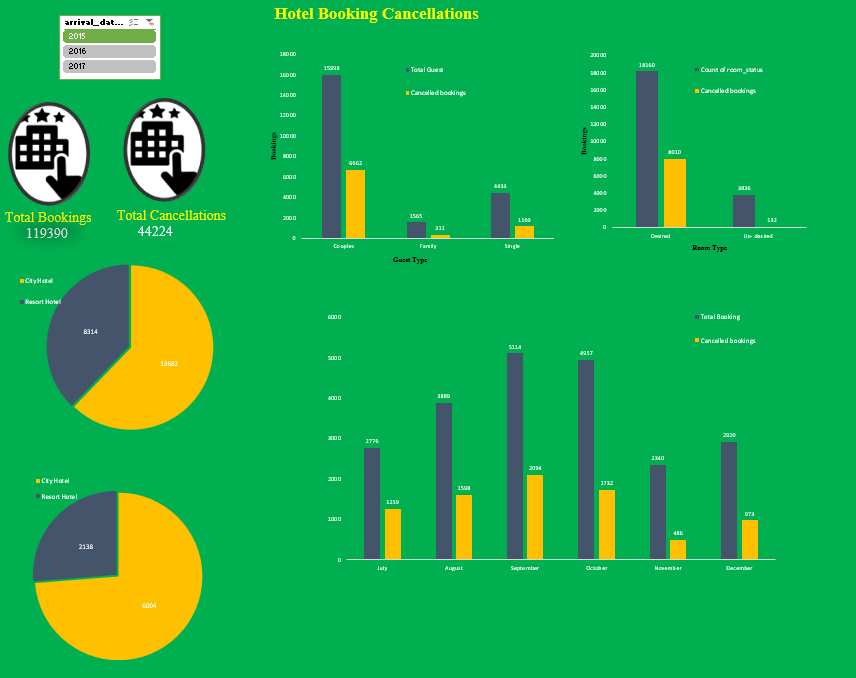 Hotel Booking Cancellations
arrival_dat...
2015
2016
2017
Total Bookings
119390
Total Cancellations
44224
18000
16000
14000
12000
10000
8000
6000
4000
2000
0
Bookings
15998
6662
1565
311
4433
1169
Total Guest
Cancelled bookings
Couples
Family
Single
Guest Type
20000
18000
16000
14000
12000
10000
8000
6000
4000
2000
0
Bookings
18160
8010
3836
132
Count of room_status
Cancelled bookings
Desired
Un- desired
Room Type
City Hotel
Resort Hotel
8314
13682
City Hotel
Resort Hotel
2138
6004
6000
5000
4000
3000
2000
1000
0
2776
1259
3889
1598
5114
2094
4957
1732
2340
486
2920
973
Total Booking
Cancelled bookings
July
August
September
October
November
December